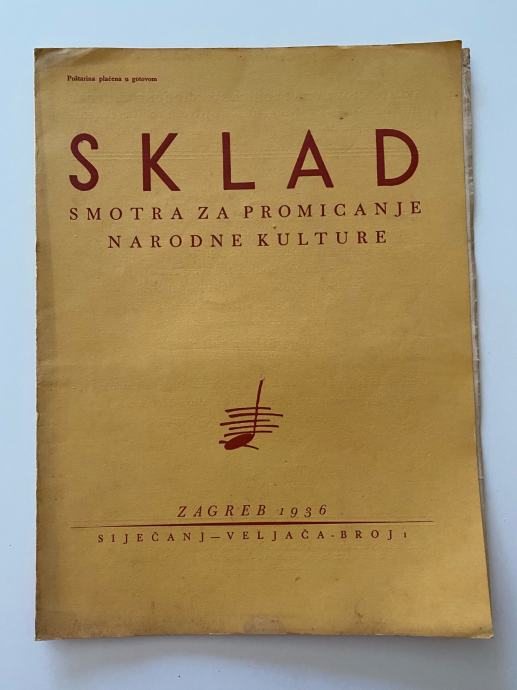 Poštarina plaćena u gotovom
SKLAD
SMOTRA ZA PROMICANJE
NARODNE KULTURE
ZAGREB 1936
SIJEČANJ—VELJAČA-BROJ 1